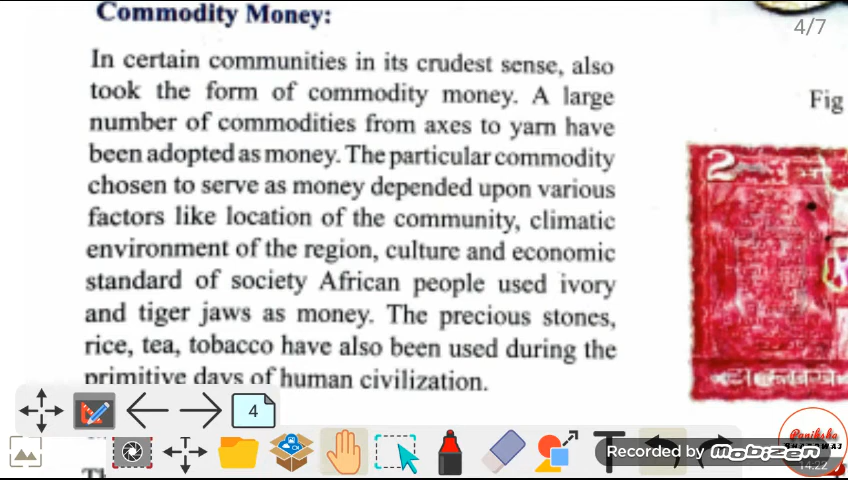 Commodity Money:
4/7
In certain communities in its crudest sense, also
took the form of commodity money. A large
number of commodities from axes to yarn have
been adopted as money. The particular commodity
chosen to serve as money depended upon various
factors like location of the community, climatic
environment of the region, culture and economic
standard of society African people used ivory
and tiger jaws as money. The precious stones,
rice, tea, tobacco have also been used during the
primitive days of human civilization.
Fig
2
4
T
Recorded by mobizen
14:22